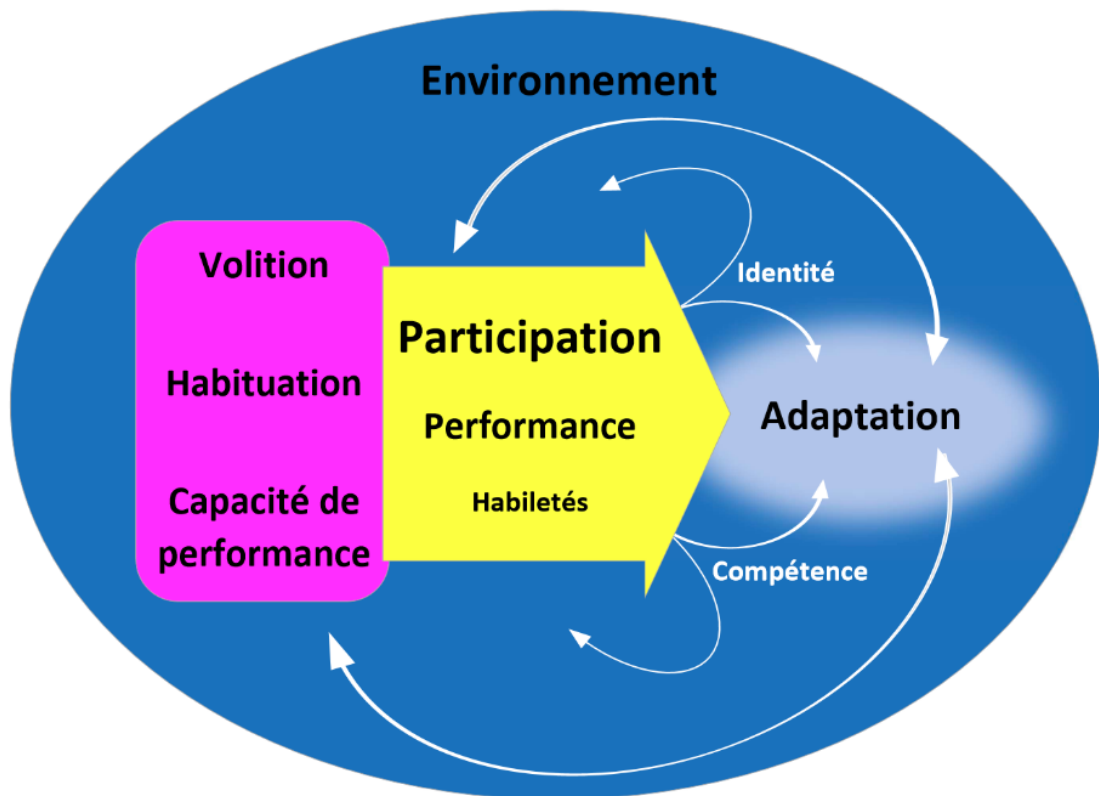 Environnement
Volition
Habituation
Capacité de
performance
Participation
Performance
Habiletés
Identité
Adaptation
Compétence